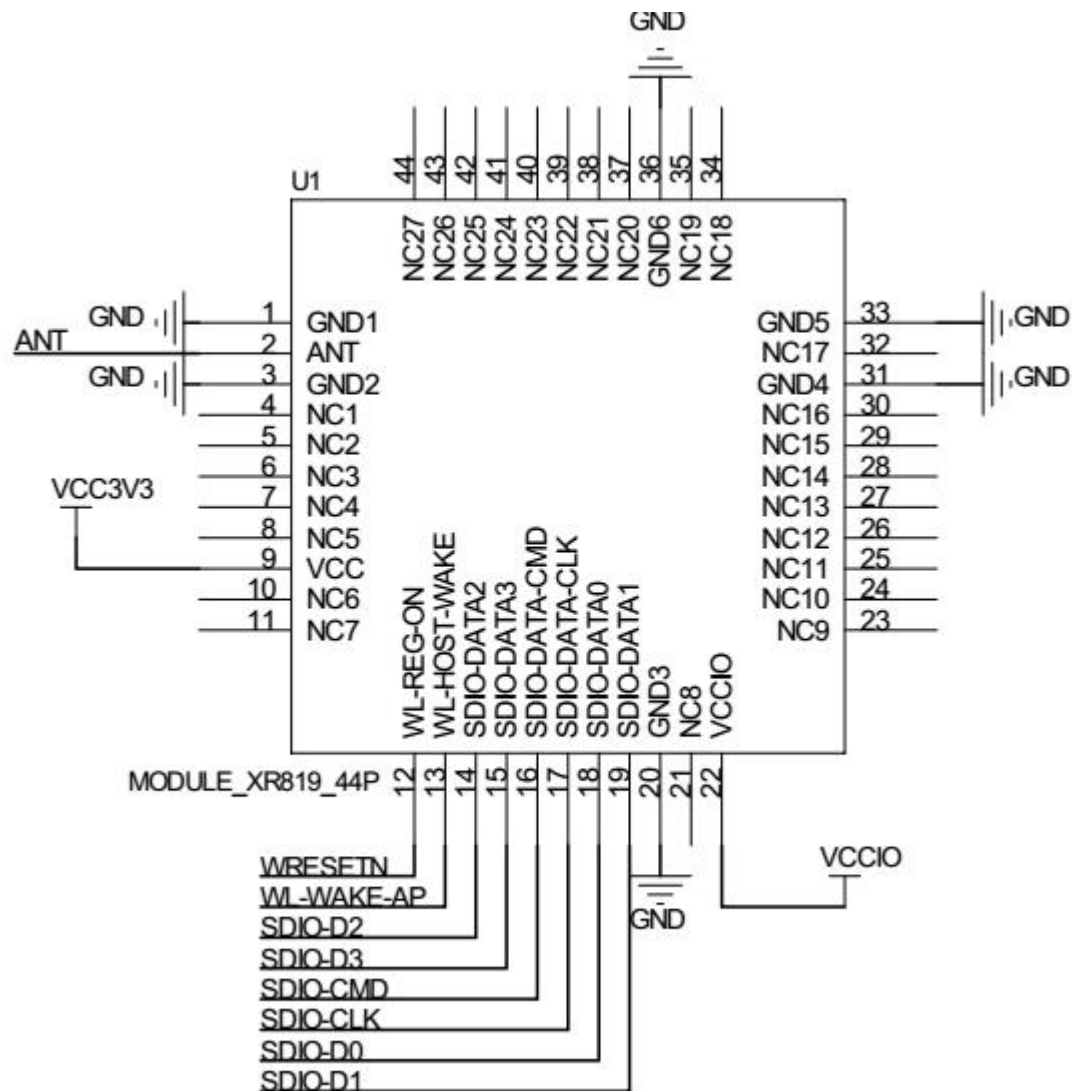 GND
44 43 42 41 40 39 38 37 36 35 34
U1
NC27 NC26 NC25 NC24 NC23 NC22 NC21 NC20 GND6 NC19 NC18
GND 1 GND1 GND5 33 GND
ANT 2 ANT NC17 32
GND 3 GND2 GND4 31 GND
4 NC1 NC16 30
5 NC2 NC15 29
6 NC3 NC14 28
VCC3V3
7 NC4 NC13 27
8 NC5 NC12 26
9 VCC NC11 25
10 NC6 NC10 24
11 NC7 NC9 23
WL-REG-ON WL-HOST-WAKE SDIO-DATA2 SDIO-DATA3 SDIO-DATA-CMD SDIO-DATA-CLK SDIO-DATA0 SDIO-DATA1 GND3 NC8 VCCIO
MODULE_XR819_44P 12 13 14 15 16 17 18 19 20 21 22
WRESETN VCCIO
WL-WAKE-AP
SDIO-D2 GND
SDIO-D3
SDIO-CMD
SDIO-CLK
SDIO-D0
SDIO-D1